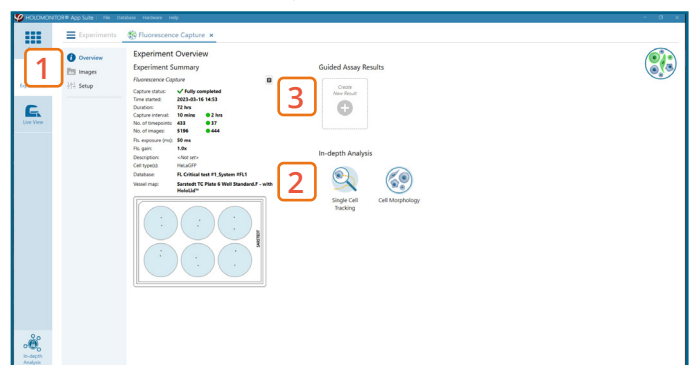 HOLOMONITOR® App Suite File Database Hardware Help
Experiments
Fluorescence Capture ×
1
Overview
Images
Setup
Live View
In-depth
Analysis
Experiment Overview
Experiment Summary
Fluorescence Capture
Capture status: Fully completed
Time started: 2023-03-16 14:53
Duration: 72 hrs
Capture interval: 10 mins 2 hrs
No. of timepoints: 433 37
No. of images: 5196 444
Flu. exposure (ms): 50 ms
Flu. gain: 1.0x
Description: <Not set>
Cell type(s): HeLaGFP
Database: FL Critical test #1_System #FL1
Vessel map: Sarstedt TC Plate 6 Well Standard.F - with
HoloLid™
SARSTEDT
Guided Assay Results
3
Create
New Result
In-depth Analysis
2
Single Cell
Tracking
Cell Morphology